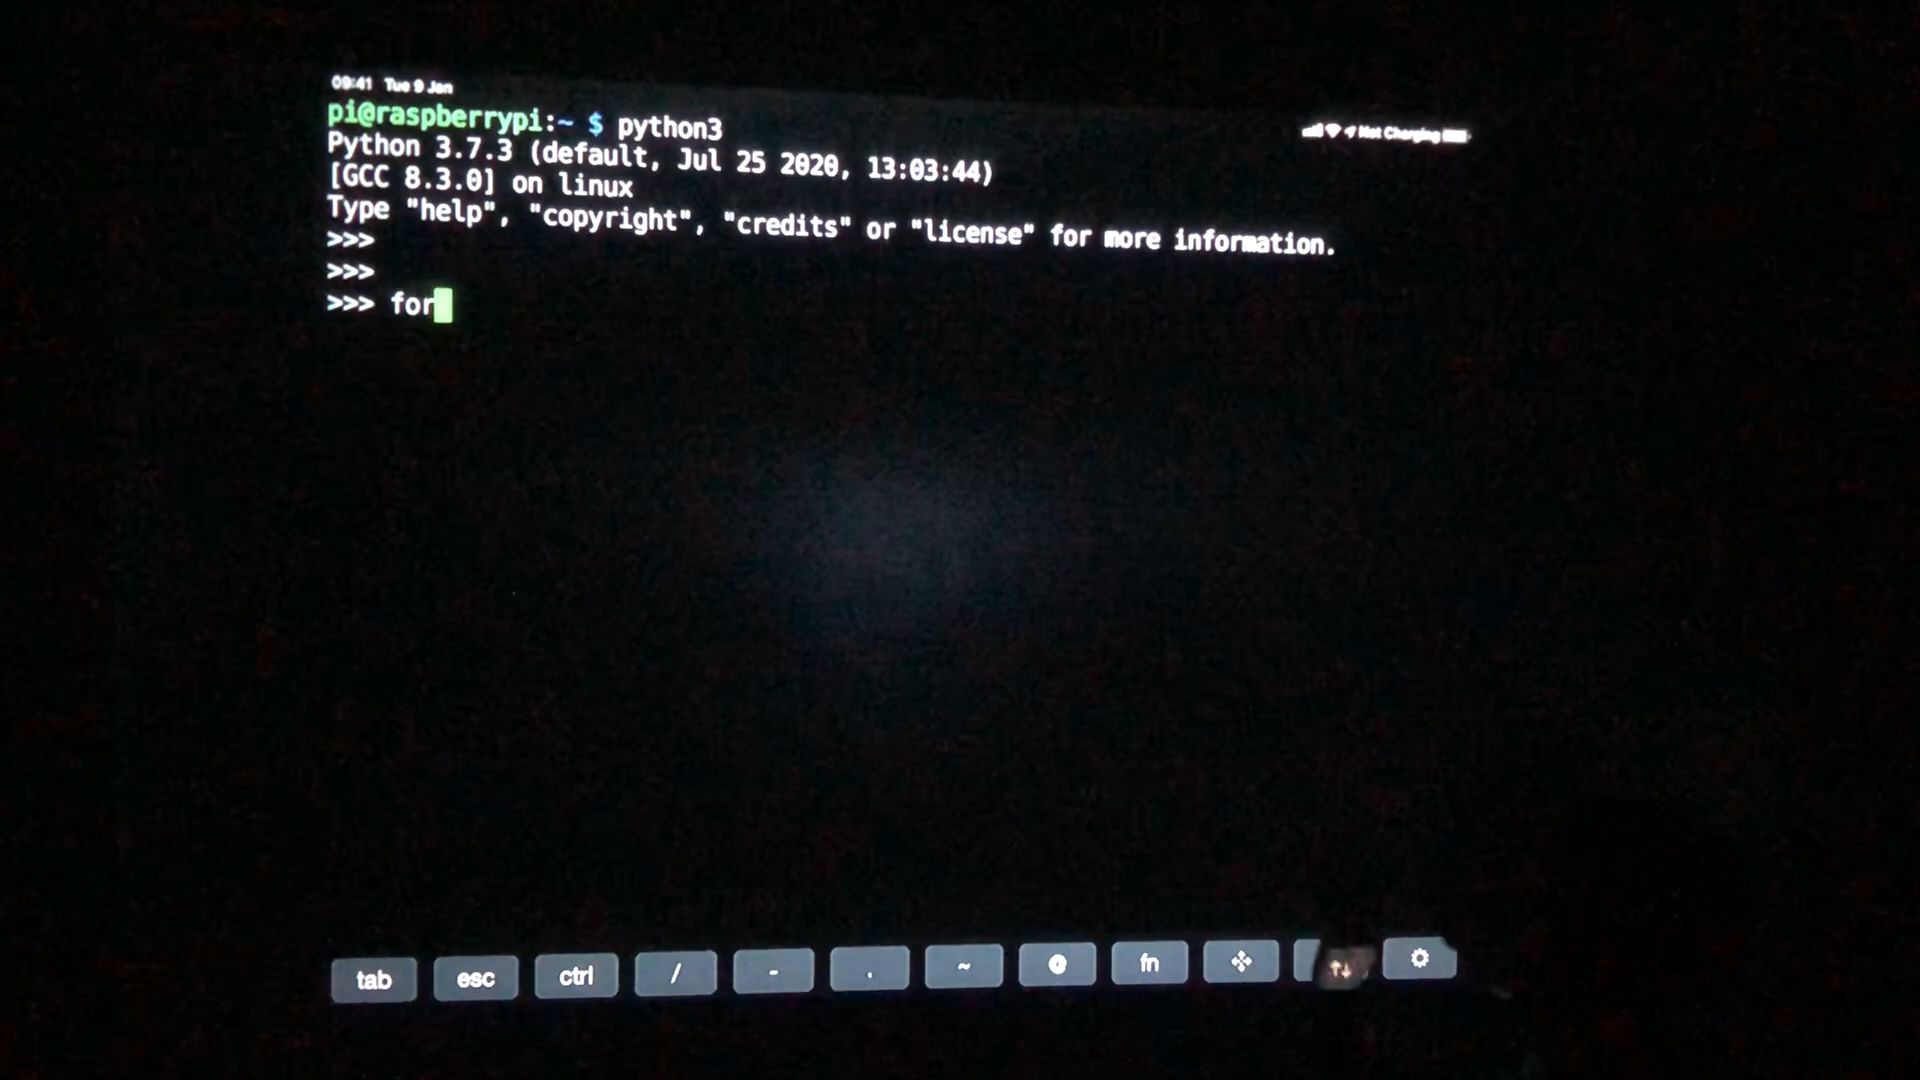 09:41 Tue 9 Jan
Not Charging
pi@raspberrypi:~ $ python3
Python 3.7.3 (default, Jul 25 2020, 13:03:44)
[GCC 8.3.0] on linux
Type "help", "copyright", "credits" or "license" for more information.
>>>
>>>
>>> for
tab esc ctrl / - . ~ @ fn